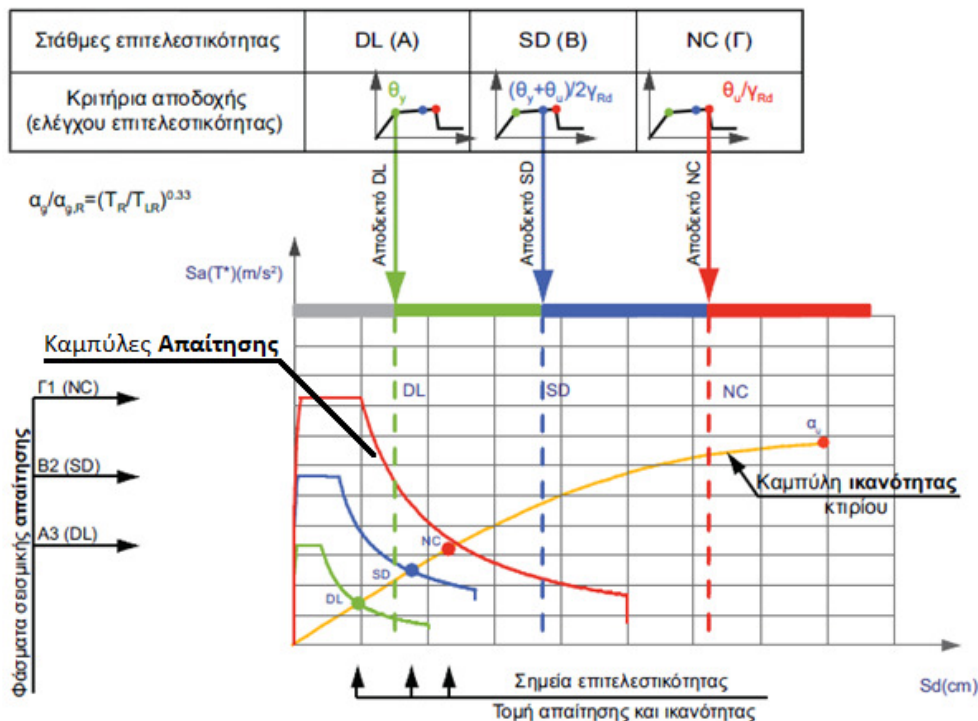 Στάθμες επιτελεστικότητας
DL (A)
SD (B)
NC (Γ)
Κριτήρια αποδοχής
(ελέγχου επιτελεστικότητας)
θy
(θy+θu)/2γRd
θu/γRd
αg/αg,R=(TR/TLR)^0.33
Αποδεκτό DL
Αποδεκτό SD
Αποδεκτό NC
Sa(T*)(m/s²)
Καμπύλες Απαίτησης
DL
SD
NC
Φάσματα σεισμικής απαίτησης
Γ1 (NC)
B2 (SD)
A3 (DL)
αu
Καμπύλη ικανότητας
κτιρίου
NC
SD
DL
Sd(cm)
Σημεία επιτελεστικότητας
Τομή απαίτησης και ικανότητας